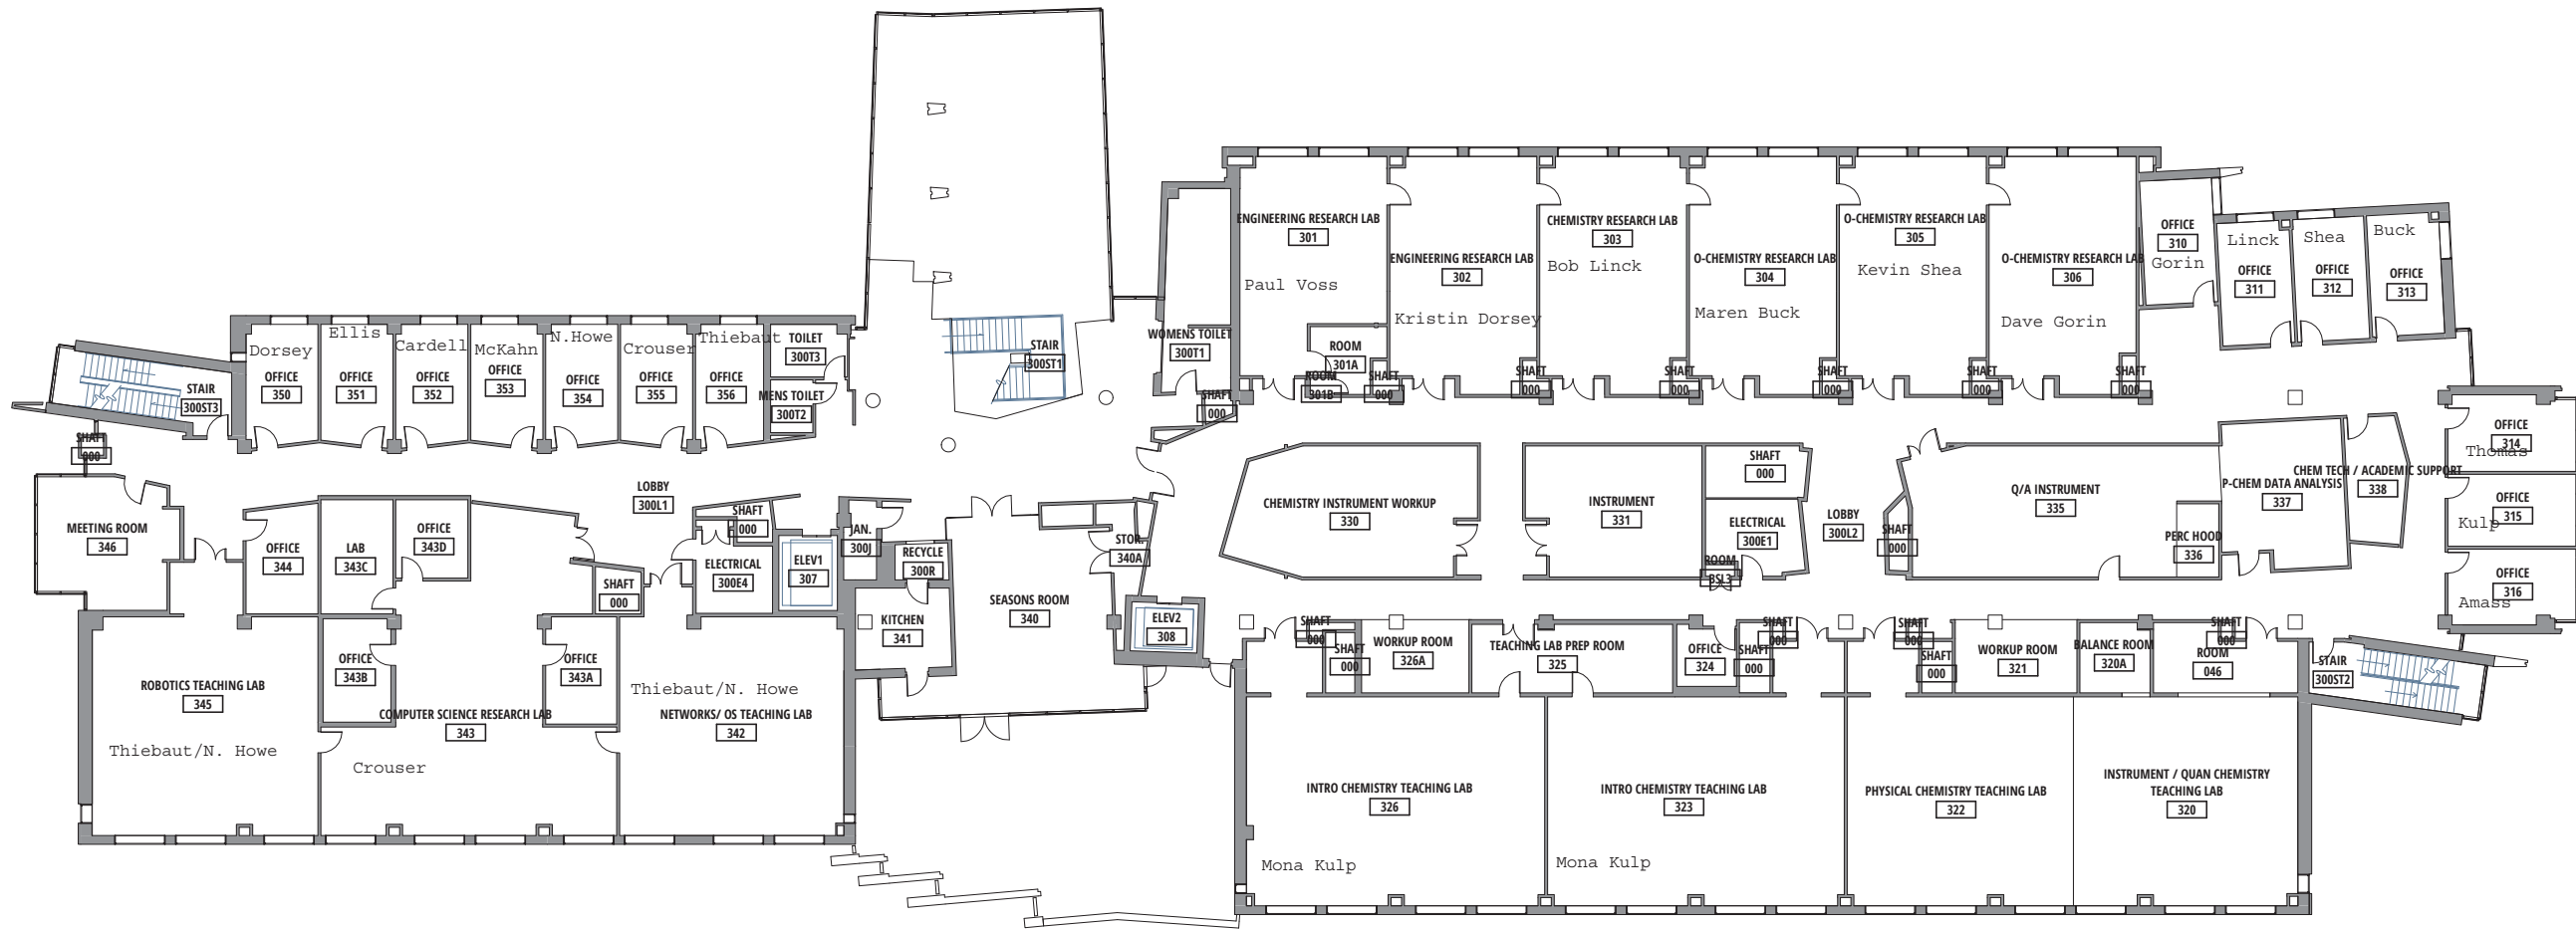 ENGINEERING RESEARCH LAB
301
Paul Voss
ROOM
301A
ROOM
301B
SHAFT
000
ENGINEERING RESEARCH LAB
302
Kristin Dorsey
SHAFT
000
CHEMISTRY RESEARCH LAB
303
Bob Linck
SHAFT
000
O-CHEMISTRY RESEARCH LAB
304
Maren Buck
SHAFT
000
O-CHEMISTRY RESEARCH LAB
305
Kevin Shea
SHAFT
000
O-CHEMISTRY RESEARCH LAB
306
Dave Gorin
SHAFT
000
OFFICE
310
Gorin
Linck
OFFICE
311
Shea
OFFICE
312
Buck
OFFICE
313
STAIR
300ST3
Dorsey
OFFICE
350
Ellis
OFFICE
351
Cardell
OFFICE
352
McKahn
OFFICE
353
N.Howe
OFFICE
354
Crouser
OFFICE
355
Thiebaut
OFFICE
356
TOILET
300T3
MENS TOILET
300T2
STAIR
300ST1
WOMENS TOILET
300T1
SHAFT
000
SHAFT
000
MEETING ROOM
346
OFFICE
344
LAB
343C
OFFICE
343D
LOBBY
300L1
SHAFT
000
SHAFT
000
ELECTRICAL
300E4
ELEV1
307
JAN.
300J
RECYCLE
300R
KITCHEN
341
SEASONS ROOM
340
STOR.
340A
ELEV2
308
CHEMISTRY INSTRUMENT WORKUP
330
INSTRUMENT
331
SHAFT
000
ELECTRICAL
300E1
ROOM
BSL3
LOBBY
300L2
SHAFT
000
Q/A INSTRUMENT
335
PERC HOOD
336
P-CHEM DATA ANALYSIS
337
CHEM TECH / ACADEMIC SUPPORT
338
OFFICE
314
Thomas
OFFICE
315
Kulp
OFFICE
316
Amass
ROBOTICS TEACHING LAB
345
Thiebaut/N. Howe
OFFICE
343B
COMPUTER SCIENCE RESEARCH LAB
343
Crouser
OFFICE
343A
Thiebaut/N. Howe
NETWORKS/ OS TEACHING LAB
342
SHAFT
000
SHAFT
000
WORKUP ROOM
326A
TEACHING LAB PREP ROOM
325
OFFICE
324
SHAFT
000
SHAFT
000
SHAFT
000
SHAFT
000
WORKUP ROOM
321
BALANCE ROOM
320A
SHAFT
000
ROOM
046
STAIR
300ST2
INTRO CHEMISTRY TEACHING LAB
326
Mona Kulp
INTRO CHEMISTRY TEACHING LAB
323
Mona Kulp
PHYSICAL CHEMISTRY TEACHING LAB
322
INSTRUMENT / QUAN CHEMISTRY
TEACHING LAB
320